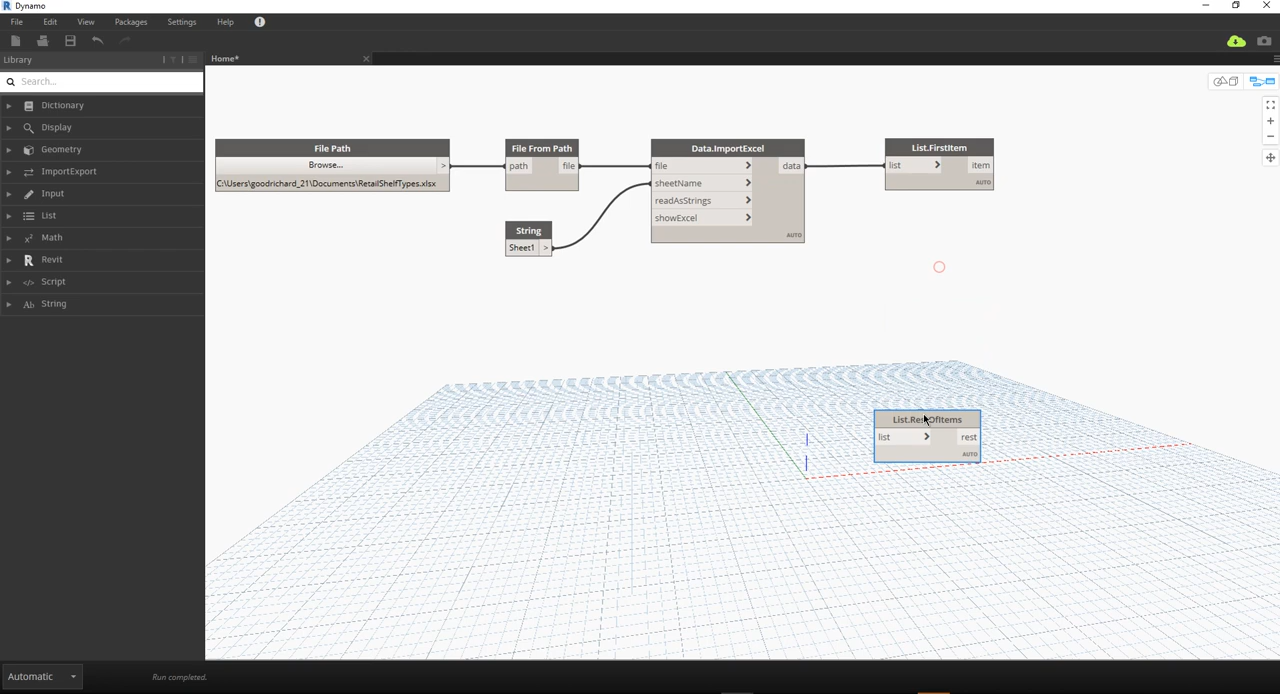 Dynamo
File Edit View Packages Settings Help
Library
Home*
Search...
Dictionary
Display
Geometry
ImportExport
Input
List
Math
Revit
Script
String
File Path
Browse... >
C:\Users\goodrichard_21\Documents\RetailShelfTypes.xlsx
File From Path
path file
String
Sheet1 >
Data.ImportExcel
file > data
sheetName >
readAsStrings >
showExcel >
AUTO
List.FirstItem
list > item
AUTO
List.RestOfItems
list > rest
AUTO
Automatic
Run completed.